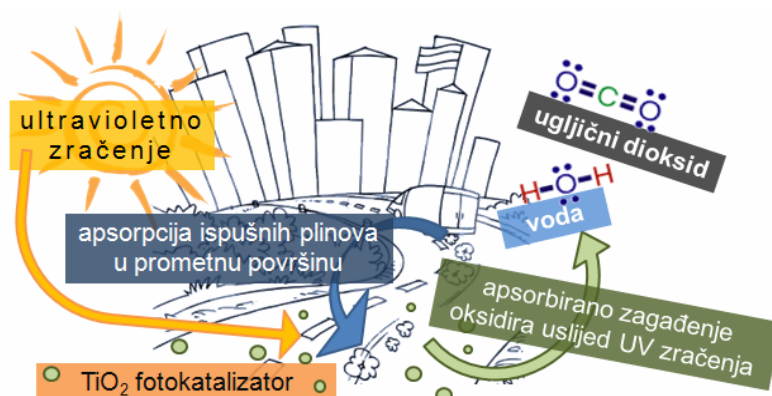 ultravioletno
zračenje
O=C=O
ugljični dioksid
H-O-H
voda
apsorpcija ispušnih plinova
u prometnu površinu
apsorbirano zagađenje
oksidira uslijed UV zračenja
TiO₂ fotokatalizator